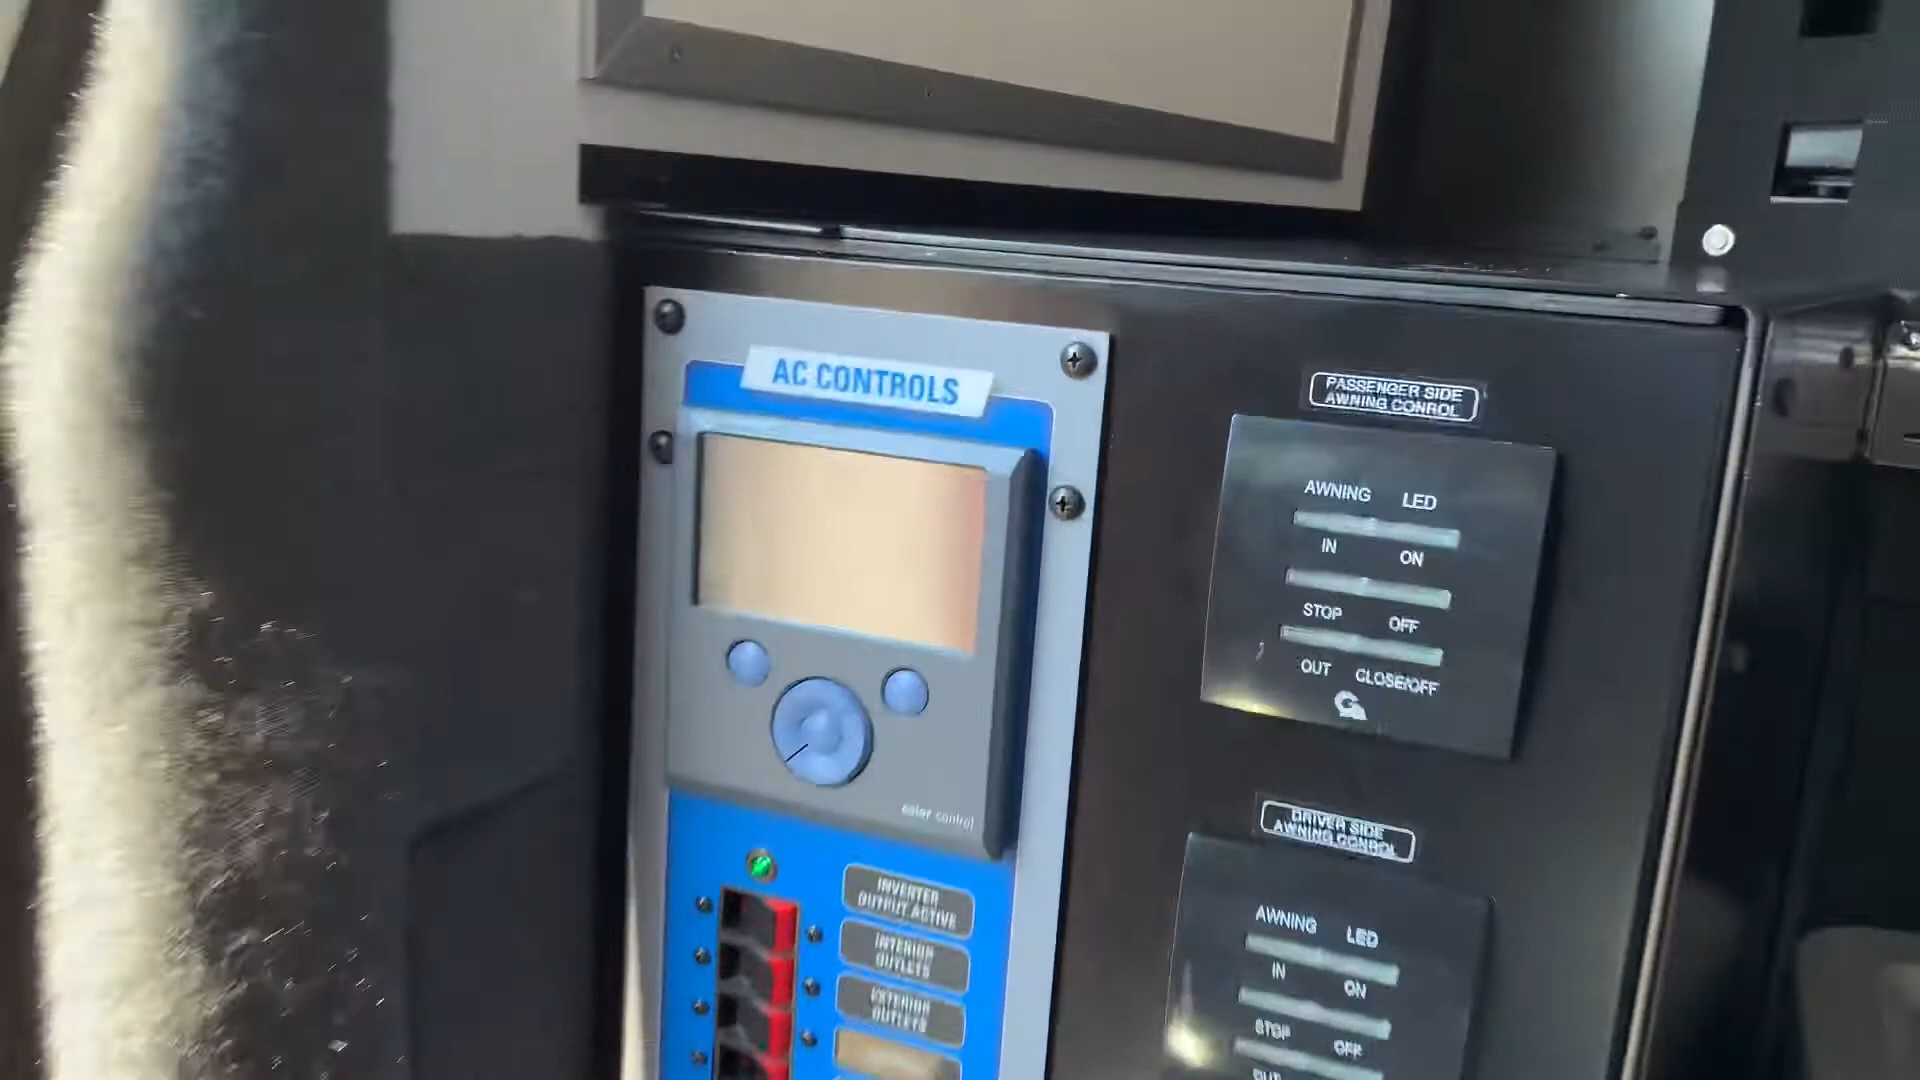 AC CONTROLS
color control
INVERTER
OUTPUT ACTIVE
INTERIOR
OUTLETS
EXTERIOR
OUTLETS
PASSENGER SIDE
AWNING CONROL
AWNING LED
IN ON
STOP OFF
OUT CLOSE/OFF
DRIVER SIDE
AWNING CONROL
AWNING LED
IN ON
STOP OFF
OUT